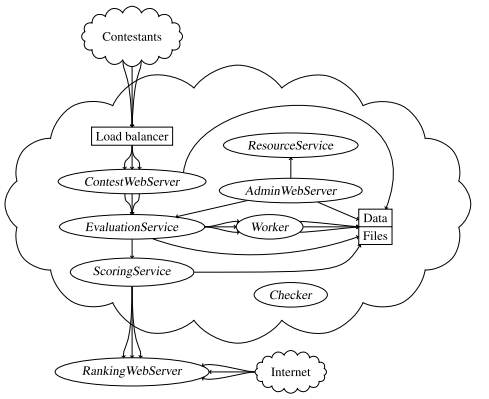 Contestants
Load balancer
ResourceService
ContestWebServer
AdminWebServer
Data
EvaluationService
Worker
Files
ScoringService
Checker
RankingWebServer
Internet